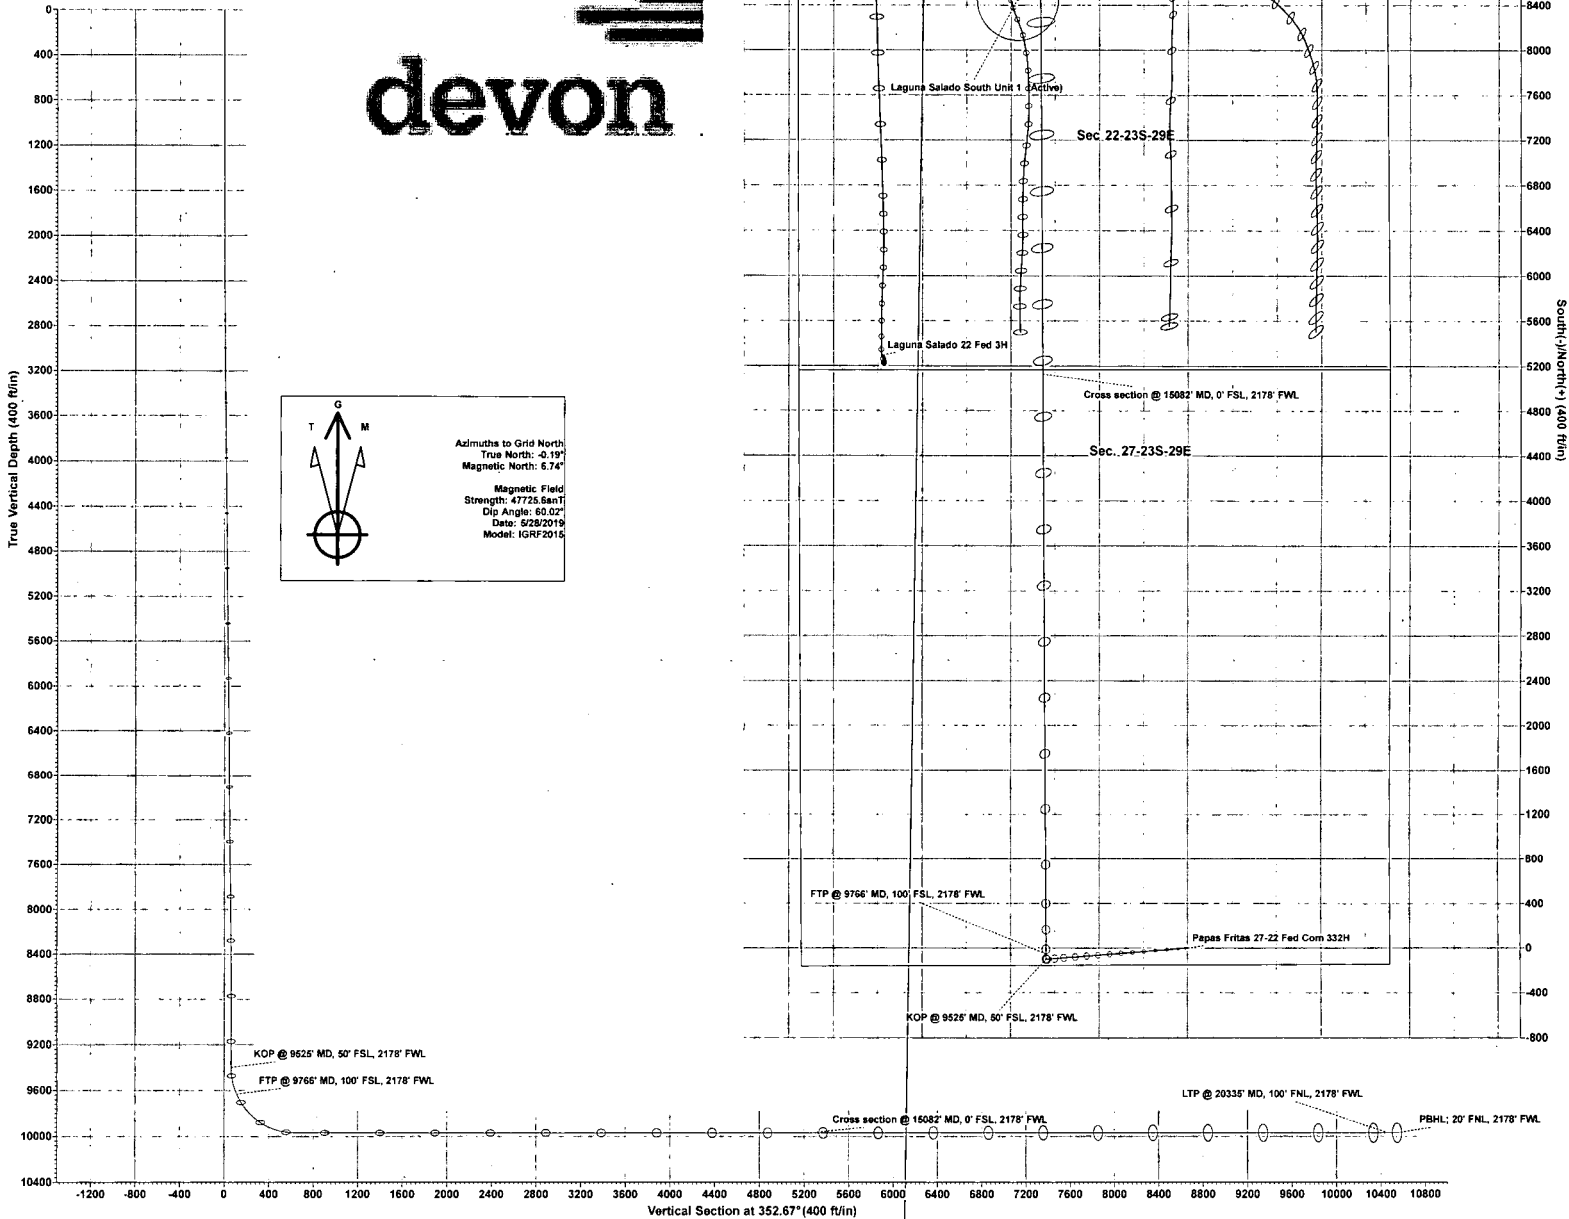 devon
0
400
800
1200
1600
2000
2400
2800
3200
3600
4000
4400
4800
5200
5600
6000
6400
6800
7200
7600
8000
8400
8800
9200
9600
10000
10400
True Vertical Depth (400 ft/in)
G
T M
Azimuths to Grid North
True North: -0.19°
Magnetic North: 6.74°
Magnetic Field
Strength: 47725.6snT
Dip Angle: 60.02°
Date: 5/28/2019
Model: IGRF2015
KOP @ 9525' MD, 50' FSL, 2178' FWL
FTP @ 9766' MD, 100' FSL, 2178' FWL
Cross section @ 15082' MD, 0' FSL, 2178' FWL
LTP @ 20335' MD, 100' FNL, 2178' FWL
PBHL; 20' FNL, 2178' FWL
-1200 -800 -400 0 400 800 1200 1600 2000 2400 2800 3200 3600 4000 4400 4800 5200 5600 6000 6400 6800 7200 7600 8000 8400 8800 9200 9600 10000 10400 10800
Vertical Section at 352.67° (400 ft/in)
Laguna Salado South Unit 1 (Active)
Sec 22-23S-29E
Laguna Salado 22 Fed 3H
Cross section @ 15082' MD, 0' FSL, 2178' FWL
Sec. 27-23S-29E
FTP @ 9766' MD, 100' FSL, 2178' FWL
Papas Fritas 27-22 Fed Com 332H
KOP @ 9525' MD, 50' FSL, 2178' FWL
8400
8000
7600
7200
6800
6400
6000
5600
5200
4800
4400
4000
3600
3200
2800
2400
2000
1600
1200
800
400
0
-400
-800
South(-)/North(+) (400 ft/in)